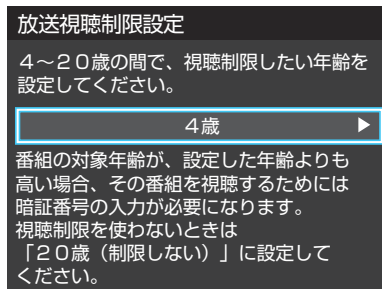 放送視聴制限設定
４～２０歳の間で、視聴制限したい年齢を
設定してください。
４歳 ▶
番組の対象年齢が、設定した年齢よりも
高い場合、その番組を視聴するためには
暗証番号の入力が必要になります。
視聴制限を使わないときは
「２０歳（制限しない）」に設定して
ください。